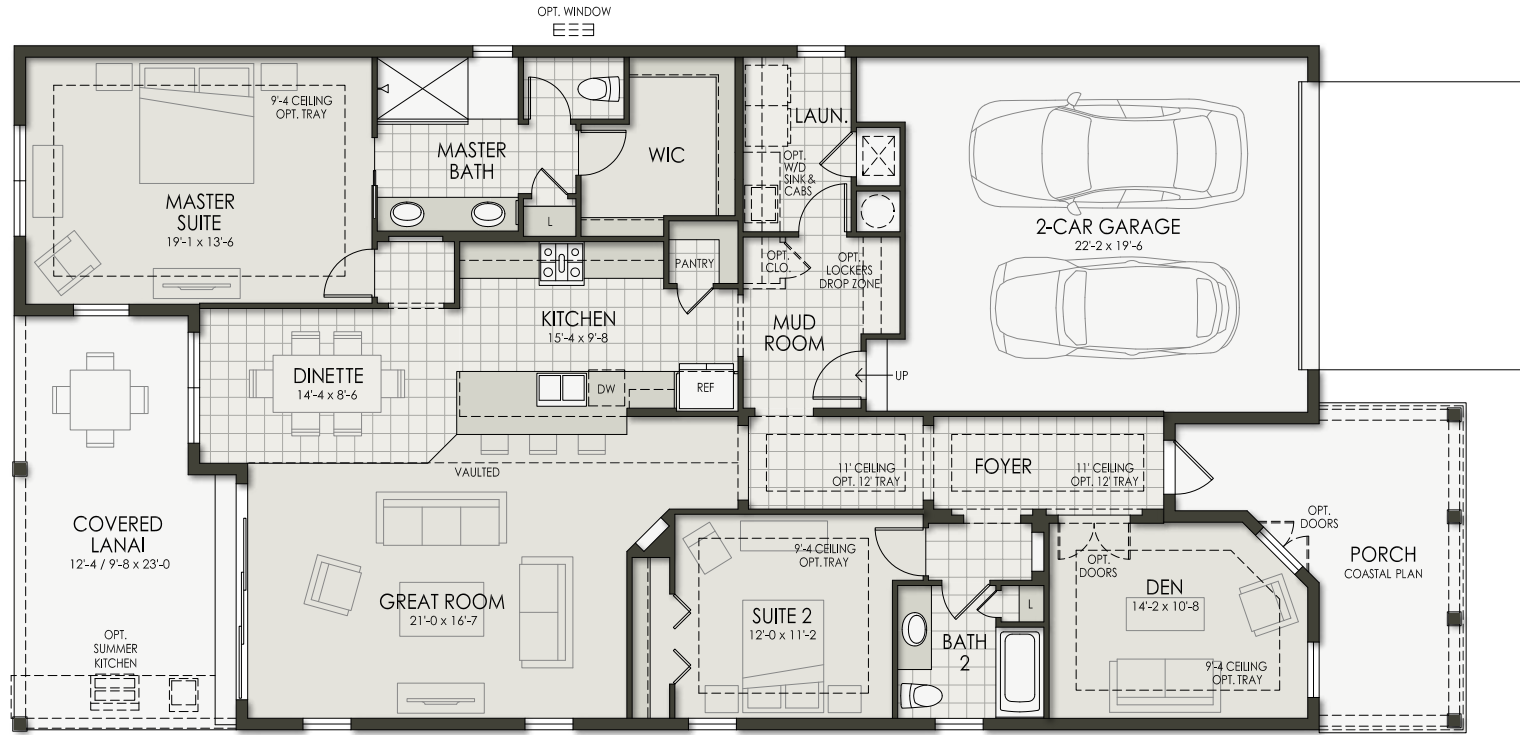 OPT. WINDOW
9'-4 CEILING
OPT. TRAY
MASTER
SUITE
19'-1 x 13'-6
MASTER
BATH
L
WIC
LAUN.
OPT.
W/D
SINK &
CABS
2-CAR GARAGE
22'-2 x 19'-6
PANTRY
OPT.
CLO.
OPT.
LOCKERS
DROP ZONE
KITCHEN
15'-4 x 9'-8
MUD
ROOM
UP
DINETTE
14'-4 x 8'-6
DW
REF
VAULTED
11' CEILING
OPT. 12' TRAY
FOYER
11' CEILING
OPT. 12' TRAY
COVERED
LANAI
12'-4 / 9'-8 x 23'-0
OPT.
SUMMER
KITCHEN
GREAT ROOM
21'-0 x 16'-7
9'-4 CEILING
OPT. TRAY
SUITE 2
12'-0 x 11'-2
BATH
2
L
OPT.
DOORS
DEN
14'-2 x 10'-8
9'-4 CEILING
OPT. TRAY
OPT.
DOORS
PORCH
COASTAL PLAN